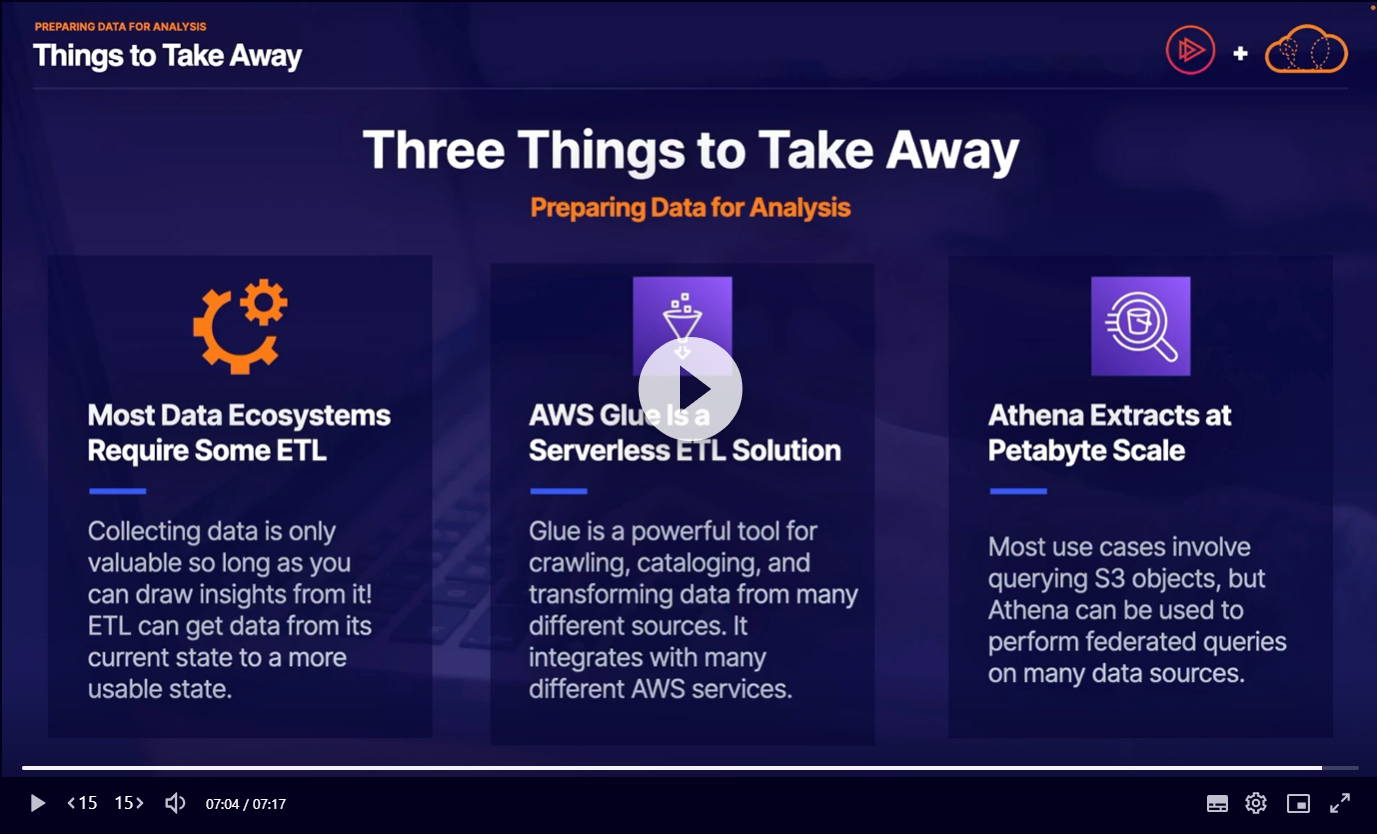 PREPARING DATA FOR ANALYSIS
Things to Take Away
+
Three Things to Take Away
Preparing Data for Analysis
Most Data Ecosystems
Require Some ETL
Collecting data is only
valuable so long as you
can draw insights from it!
ETL can get data from its
current state to a more
usable state.
AWS Glue Is a
Serverless ETL Solution
Glue is a powerful tool for
crawling, cataloging, and
transforming data from many
different sources. It
integrates with many
different AWS services.
Athena Extracts at
Petabyte Scale
Most use cases involve
querying S3 objects, but
Athena can be used to
perform federated queries
on many data sources.
<15 15> 07:04 / 07:17